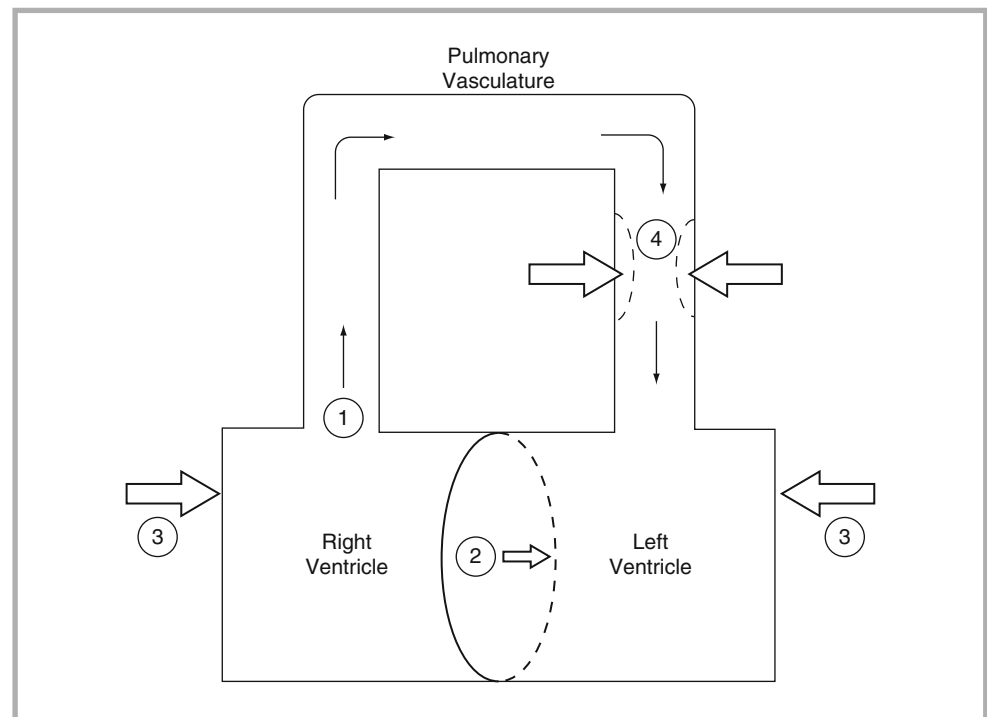 Pulmonary
Vasculature
4
1
3
Right
Ventricle
2
Left
Ventricle
3